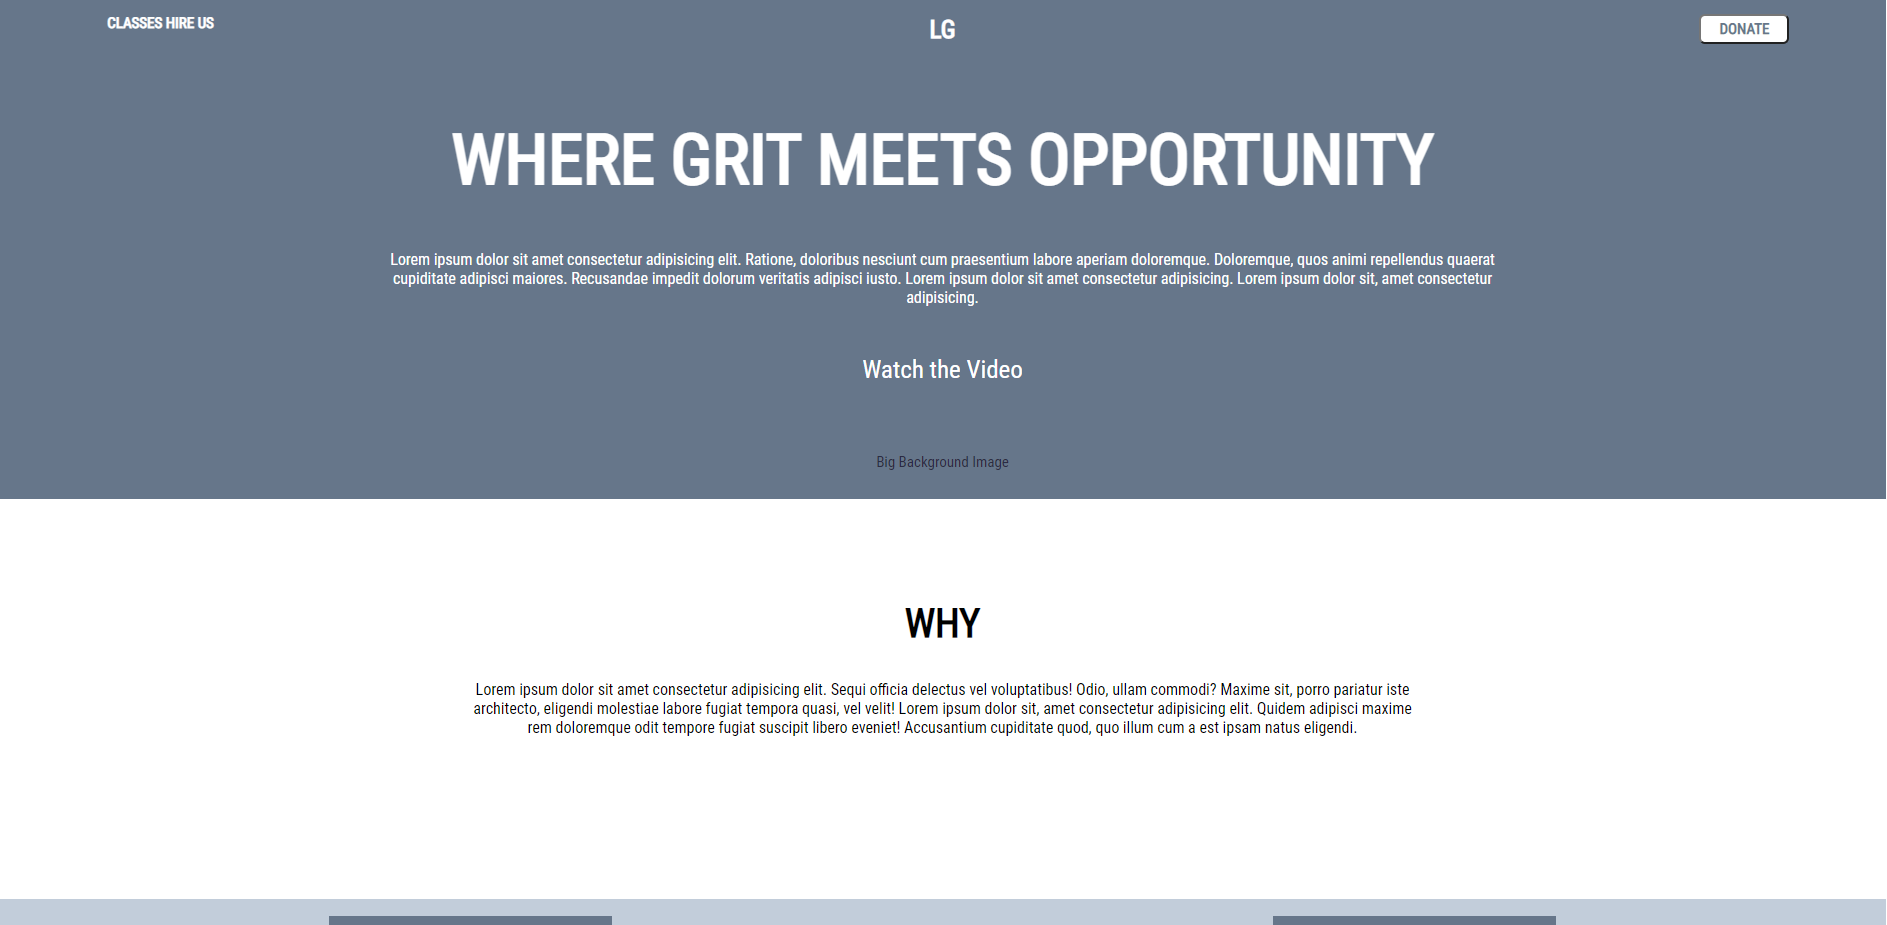 CLASSES HIRE US
LG
DONATE
WHERE GRIT MEETS OPPORTUNITY
Lorem ipsum dolor sit amet consectetur adipisicing elit. Ratione, doloribus nesciunt cum praesentium labore aperiam doloremque. Doloremque, quos animi repellendus quaerat
cupiditate adipisci maiores. Recusandae impedit dolorum veritatis adipisci iusto. Lorem ipsum dolor sit amet consectetur adipisicing. Lorem ipsum dolor sit, amet consectetur
adipisicing.
Watch the Video
Big Background Image
WHY
Lorem ipsum dolor sit amet consectetur adipisicing elit. Sequi officia delectus vel voluptatibus! Odio, ullam commodi? Maxime sit, porro pariatur iste
architecto, eligendi molestiae labore fugiat tempora quasi, vel velit! Lorem ipsum dolor sit, amet consectetur adipisicing elit. Quidem adipisci maxime
rem doloremque odit tempore fugiat suscipit libero eveniet! Accusantium cupiditate quod, quo illum cum a est ipsam natus eligendi.